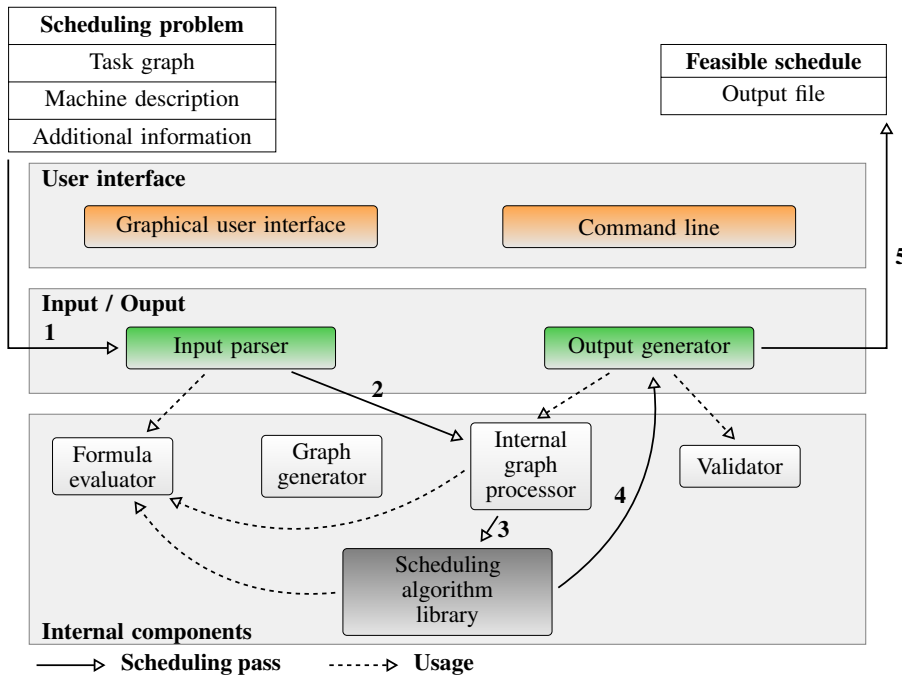 Scheduling problem
Task graph
Machine description
Additional information
Feasible schedule
Output file
User interface
Graphical user interface
Command line
5
Input / Ouput
1
Input parser
Output generator
2
Formula
evaluator
Graph
generator
Internal
graph
processor
Validator
4
3
Scheduling
algorithm
library
Internal components
Scheduling pass
Usage